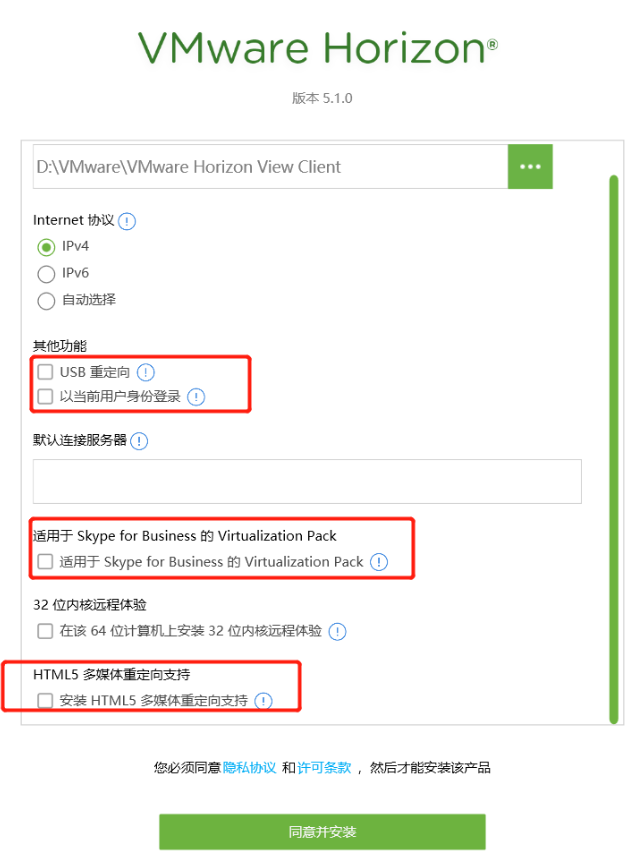 VMware Horizon®
版本 5.1.0
D:\VMware\VMware Horizon View Client
Internet 协议
IPv4
IPv6
自动选择
其他功能
USB 重定向
以当前用户身份登录
默认连接服务器
适用于 Skype for Business 的 Virtualization Pack
适用于 Skype for Business 的 Virtualization Pack
32 位内核远程体验
在该 64 位计算机上安装 32 位内核远程体验
HTML5 多媒体重定向支持
安装 HTML5 多媒体重定向支持
您必须同意隐私协议 和许可条款 ，然后才能安装该产品
同意并安装